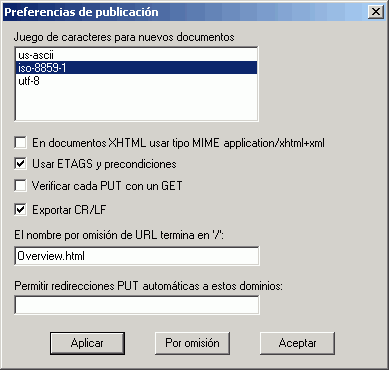 Preferencias de publicación
Juego de caracteres para nuevos documentos
us-ascii
iso-8859-1
utf-8
En documentos XHTML usar tipo MIME application/xhtml+xml
Usar ETAGS y precondiciones
Verificar cada PUT con un GET
Exportar CR/LF
El nombre por omisión de URL termina en '/':
Overview.html
Permitir redirecciones PUT automáticas a estos dominios:
Aplicar
Por omisión
Aceptar